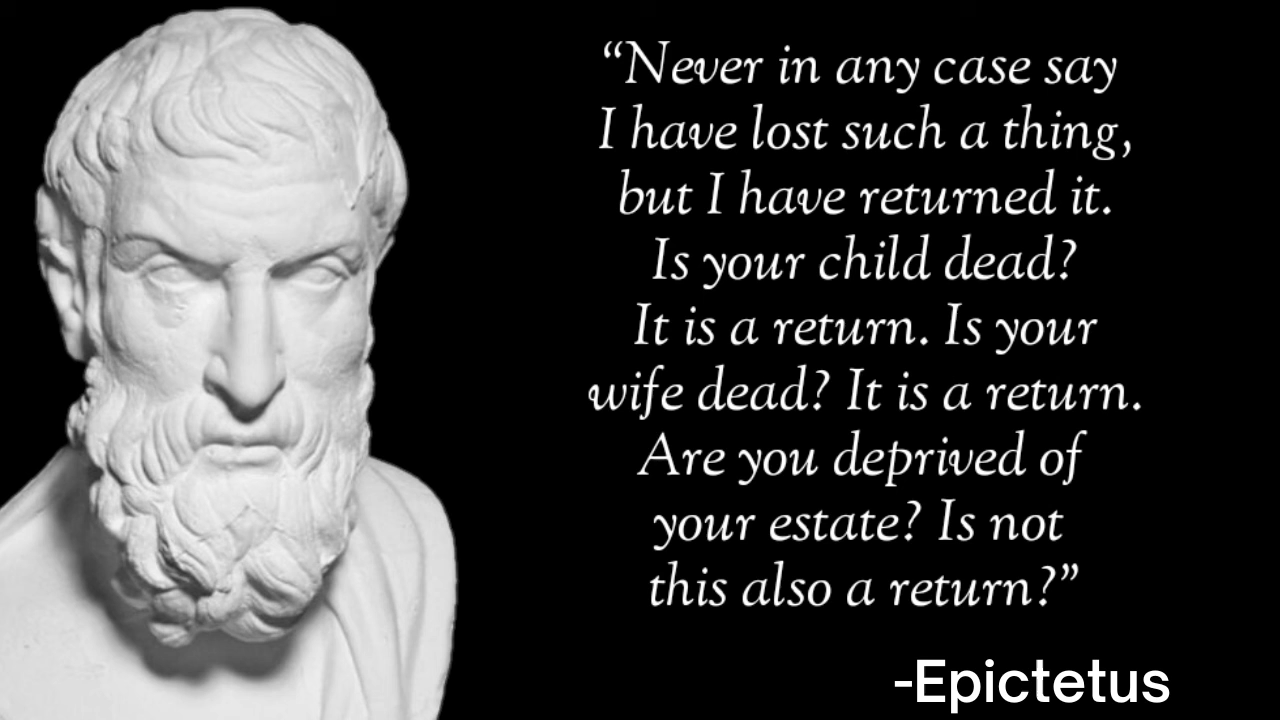 “Never in any case say
I have lost such a thing,
but I have returned it.
Is your child dead?
It is a return. Is your
wife dead? It is a return.
Are you deprived of
your estate? Is not
this also a return?”
-Epictetus